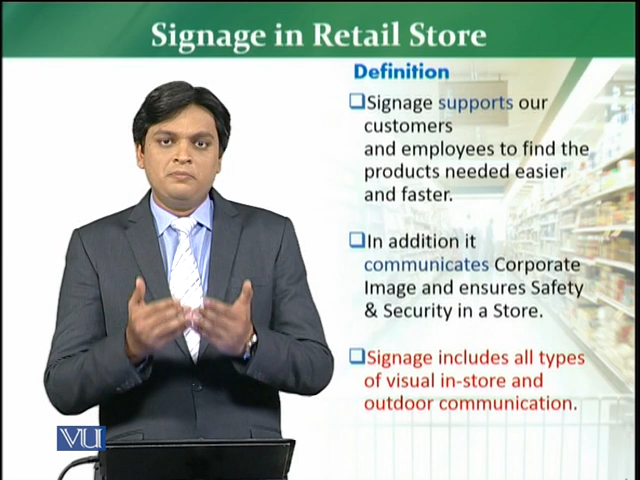 Signage in Retail Store
Definition
❑Signage supports our
customers
and employees to find the
products needed easier
and faster.
❑In addition it
communicates Corporate
Image and ensures Safety
& Security in a Store.
❑Signage includes all types
of visual in-store and
outdoor communication.
VU